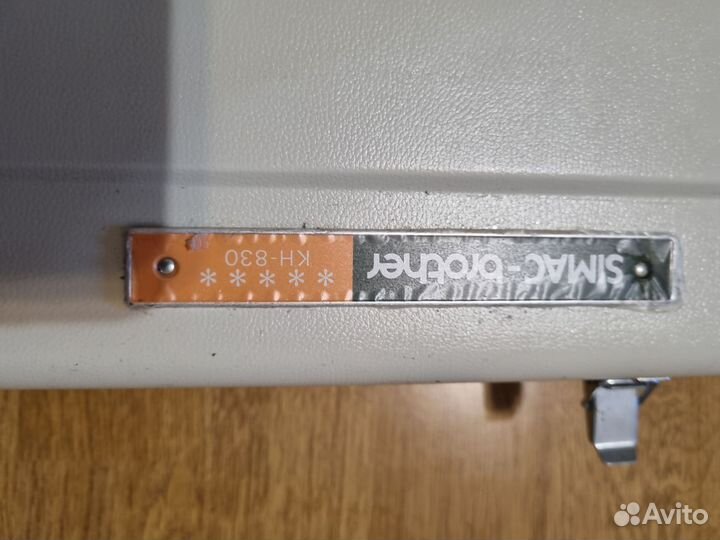 SIMAC-brother
*****
KH-830
Avito